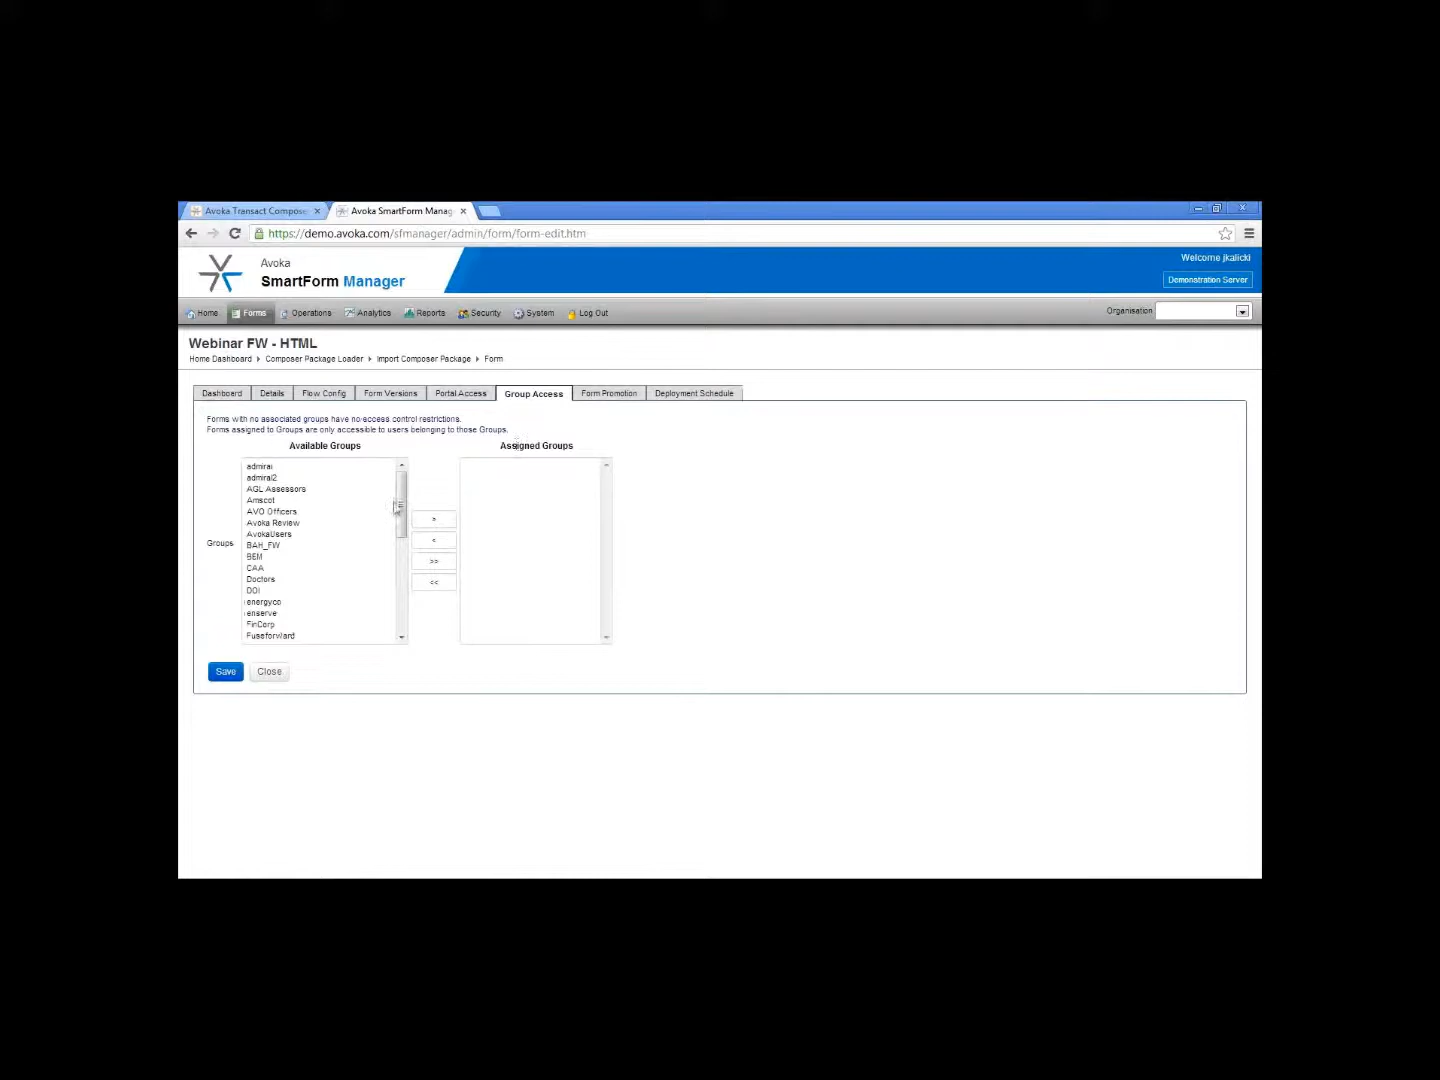 Avoka Transact Compose
Avoka SmartForm Manag
https://demo.avoka.com/sfmanager/admin/form/form-edit.htm
Avoka
SmartForm Manager
Welcome jkalicki
Demonstration Server
Home Forms Operations Analytics Reports Security System Log Out
Organisation
Webinar FW - HTML
Home Dashboard Composer Package Loader Import Composer Package Form
Dashboard Details Flow Config Form Versions Portal Access Group Access Form Promotion Deployment Schedule
Forms with no associated groups have no access control restrictions.
Forms assigned to Groups are only accessible to users belonging to those Groups.
Available Groups
Assigned Groups
Groups
admiral
admiral2
AGL Assessors
Amscot
AVO Officers
Avoka Review
AvokaUsers
BAH_FW
BEM
CAA
Doctors
DOI
energyco
enserve
FinCorp
Fuseforward
>
<
>>
<<
Save
Close